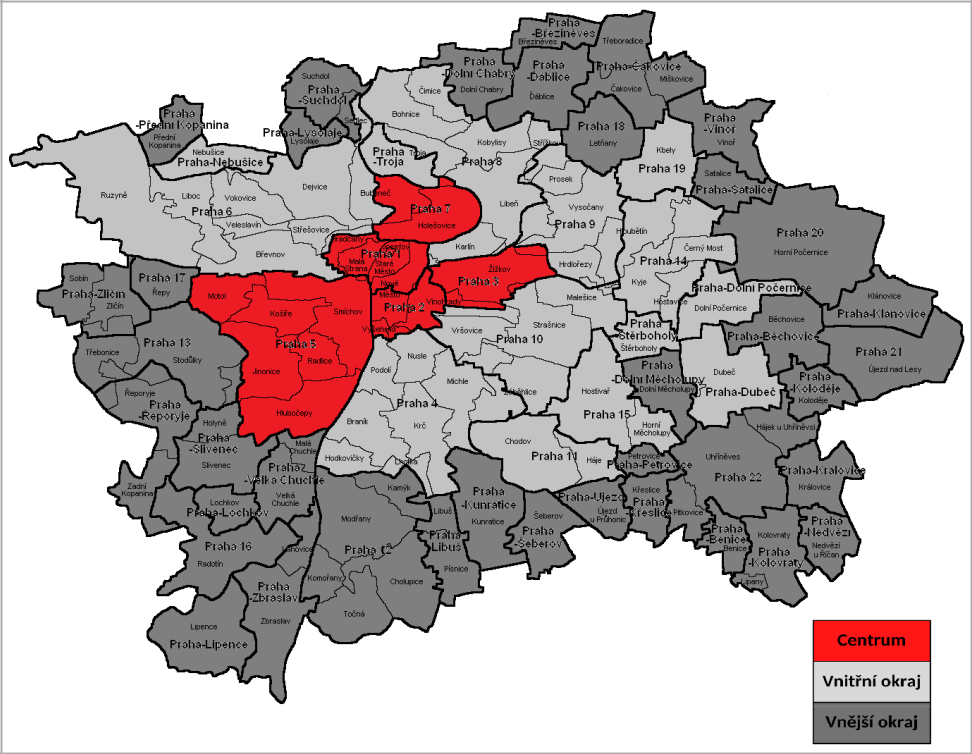 Praha
-Březiněves
Březiněves
Třeboradice
Praha
-Dolní Chabry
Dolní Chabry
Praha
-Ďáblice
Ďáblice
Praha-Čakovice
Čakovice
Miškovice
Suchdol
Praha
-Suchdol
Sedlec
Čimice
Bohnice
Praha
-Přední Kopanina
Přední
Kopanina
Praha-Lysolaje
Lysolaje
Praha 18
Letňany
Praha
-Vinoř
Vinoř
Nebušice
Praha-Nebušice
Praha
-Troja
Troja
Kobylisy
Praha 8
Libeň
Karlín
Kbely
Praha 19
Satalice
Praha-Satalice
Ruzyně
Liboc
Vokovice
Dejvice
Praha 6
Veleslavín
Střešovice
Břevnov
Bubeneč
Praha 7
Holešovice
Prosek
Vysočany
Praha 9
Hloubětín
Hrdlořezy
Praha 20
Horní Počernice
Hradčany
Josefov
Praha 1
Malá
Strana
Staré
Město
Nové
Město
Praha 2
Vinohrady
Vyšehrad
Žižkov
Praha 3
Malešice
Černý Most
Praha 14
Kyje
Hostavice
Praha-Dolní Počernice
Dolní Počernice
Klánovice
Praha-Klánovice
Sobín
Praha-Zličín
Zličín
Praha 17
Řepy
Motol
Košíře
Smíchov
Praha 5
Radlice
Jinonice
Hlubočepy
Vršovice
Strašnice
Praha 10
Záběhlice
Praha
-Štěrboholy
Štěrboholy
Běchovice
Praha-Běchovice
Praha 21
Újezd nad Lesy
Praha 13
Třebonice
Stodůlky
Podolí
Nusle
Michle
Praha 4
Braník
Krč
Hodkovičky
Lhotka
Praha
-Dolní Měcholupy
Dolní Měcholupy
Dubeč
Praha-Dubeč
Praha-Koloděje
Koloděje
Řeporyje
Praha
-Reporyje
Holyně
Praha
-Slivenec
Slivenec
Malá
Chuchle
Praha
-Velka Chuchle
Velká
Chuchle
Hostivař
Praha 15
Horní
Měcholupy
Hájek u Uhříněvsi
Chodov
Praha 11
Háje
Petrovice
Praha-Petrovice
Uhříněves
Praha 22
Praha-Kralovice
Královice
Zadní
Kopanina
Lochkov
Praha-Lochkov
Kamýk
Modřany
Praha 12
Libuš
Praha
-Libuš
Písnice
Praha
-Kunratice
Kunratice
Šeberov
Praha
-Šeberov
Praha-Ujezd
Újezd
u Průhonic
Křeslice
Praha
-Kreslice
Pitkovice
Praha
-Benice
Benice
Kolovraty
Praha
-Kolovraty
Lipany
Praha
-Nedvězí
Nedvězí
u Říčan
Praha 16
Radotín
Lahovice
Komořany
Cholupice
Točná
Praha
-Zbraslav
Zbraslav
Lipence
Praha-Lipence
Centrum
Vnitřní okraj
Vnější okraj